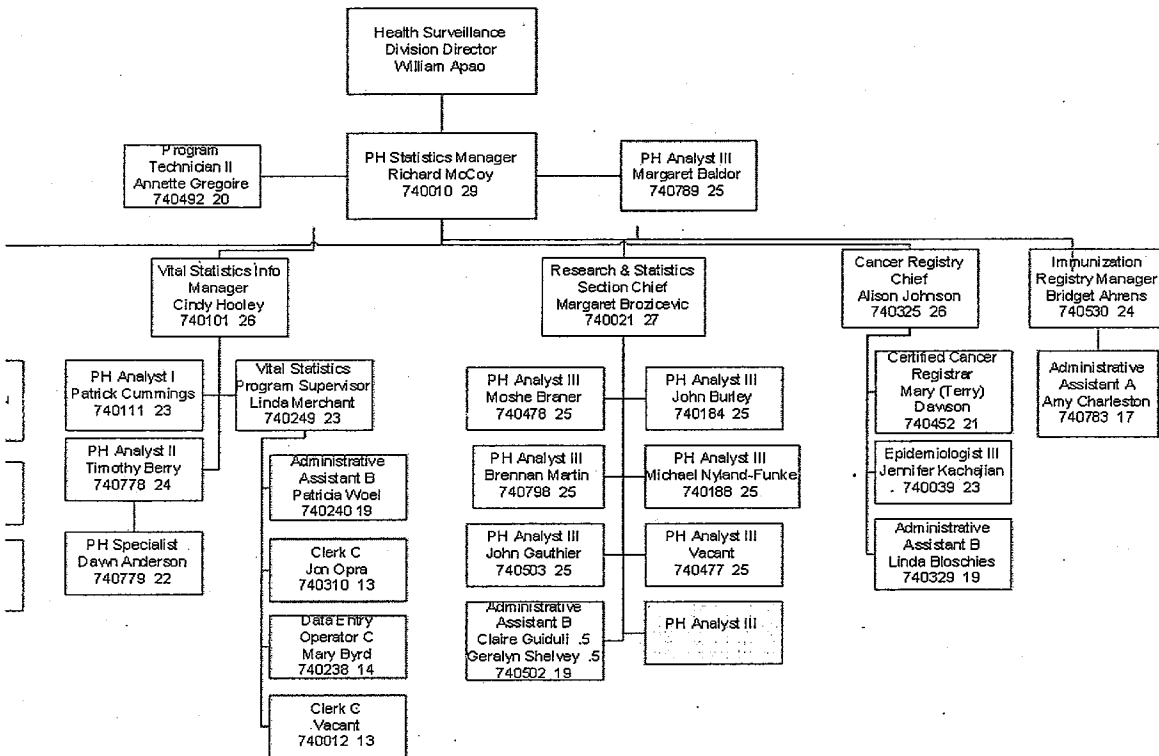 Health Surveillance
Division Director
William Apao
Program
Technician II
Annette Gregoire
740492 20
PH Statistics Manager
Richard McCoy
740010 29
PH Analyst III
Margaret Baldor
740789 25
Vital Statistics Info
Manager
Cindy Hooley
740101 26
Research & Statistics
Section Chief
Margaret Brozicevic
740021 27
Cancer Registry
Chief
Alison Johnson
740325 26
Immunization
Registry Manager
Bridget Ahrens
740530 24
PH Analyst I
Patrick Cummings
740111 23
Vital Statistics
Program Supervisor
Linda Merchant
740249 23
PH Analyst II
Timothy Berry
740778 24
PH Specialist
Dawn Anderson
740779 22
Administrative
Assistant B
Patricia Woel
740240 19
Clerk C
Jon Opra
740310 13
Data Entry
Operator C
Mary Byrd
740238 14
Clerk C
Vacant
740012 13
PH Analyst III
Moshe Braner
740478 25
PH Analyst III
John Burley
740184 25
PH Analyst III
Brennan Martin
740798 25
PH Analyst III
Michael Nyland-Funke
740188 25
PH Analyst III
John Gauthier
740503 25
PH Analyst III
Vacant
740477 25
Administrative
Assistant B
Claire Guiduli .5
Geralyn Shelvey .5
740502 19
PH Analyst III
Certified Cancer
Registrar
Mary (Terry)
Dawson
740452 21
Epidemiologist III
Jennifer Kachajian
740039 23
Administrative
Assistant B
Linda Bloschies
740329 19
Administrative
Assistant A
Amy Charleston
740783 17